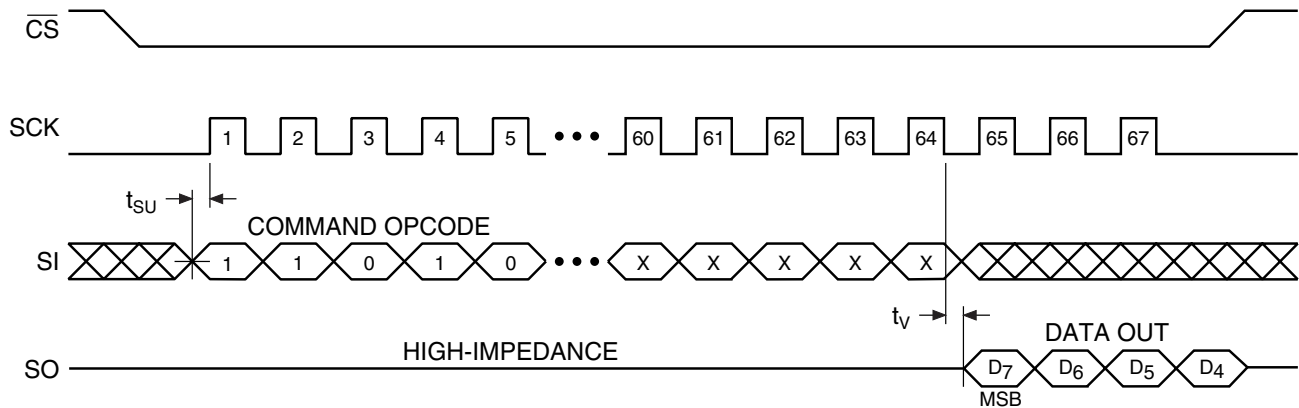 CS
SCK 1 2 3 4 5 ••• 60 61 62 63 64 65 66 67
tSU
COMMAND OPCODE
SI 1 1 0 1 0 ••• X X X X X
tV
DATA OUT
HIGH-IMPEDANCE
SO D7 D6 D5 D4
MSB